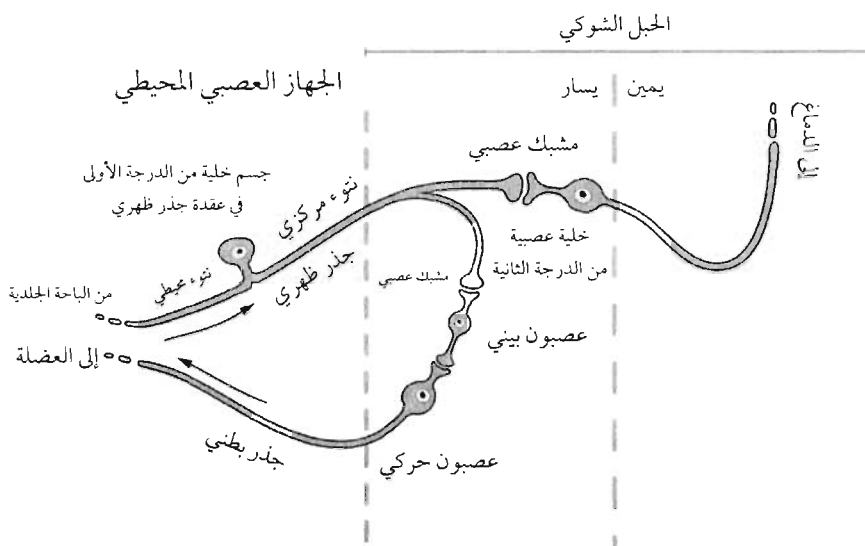 الحبل الشوكي
الجهاز العصبي المحيطي
يسار
يمين
إلى الدماغ
مشبك عصبي
جسم خلية من الدرجة الأولى
في عقدة جذر ظهري
نتوء مركزي
جذر ظهري
نتوء محيطي
خلية عصبية
من الدرجة الثانية
مشبك عصبي
من الباحة الجلدية
عصبون بيني
إلى العضلة
جذر بطني
عصبون حركي